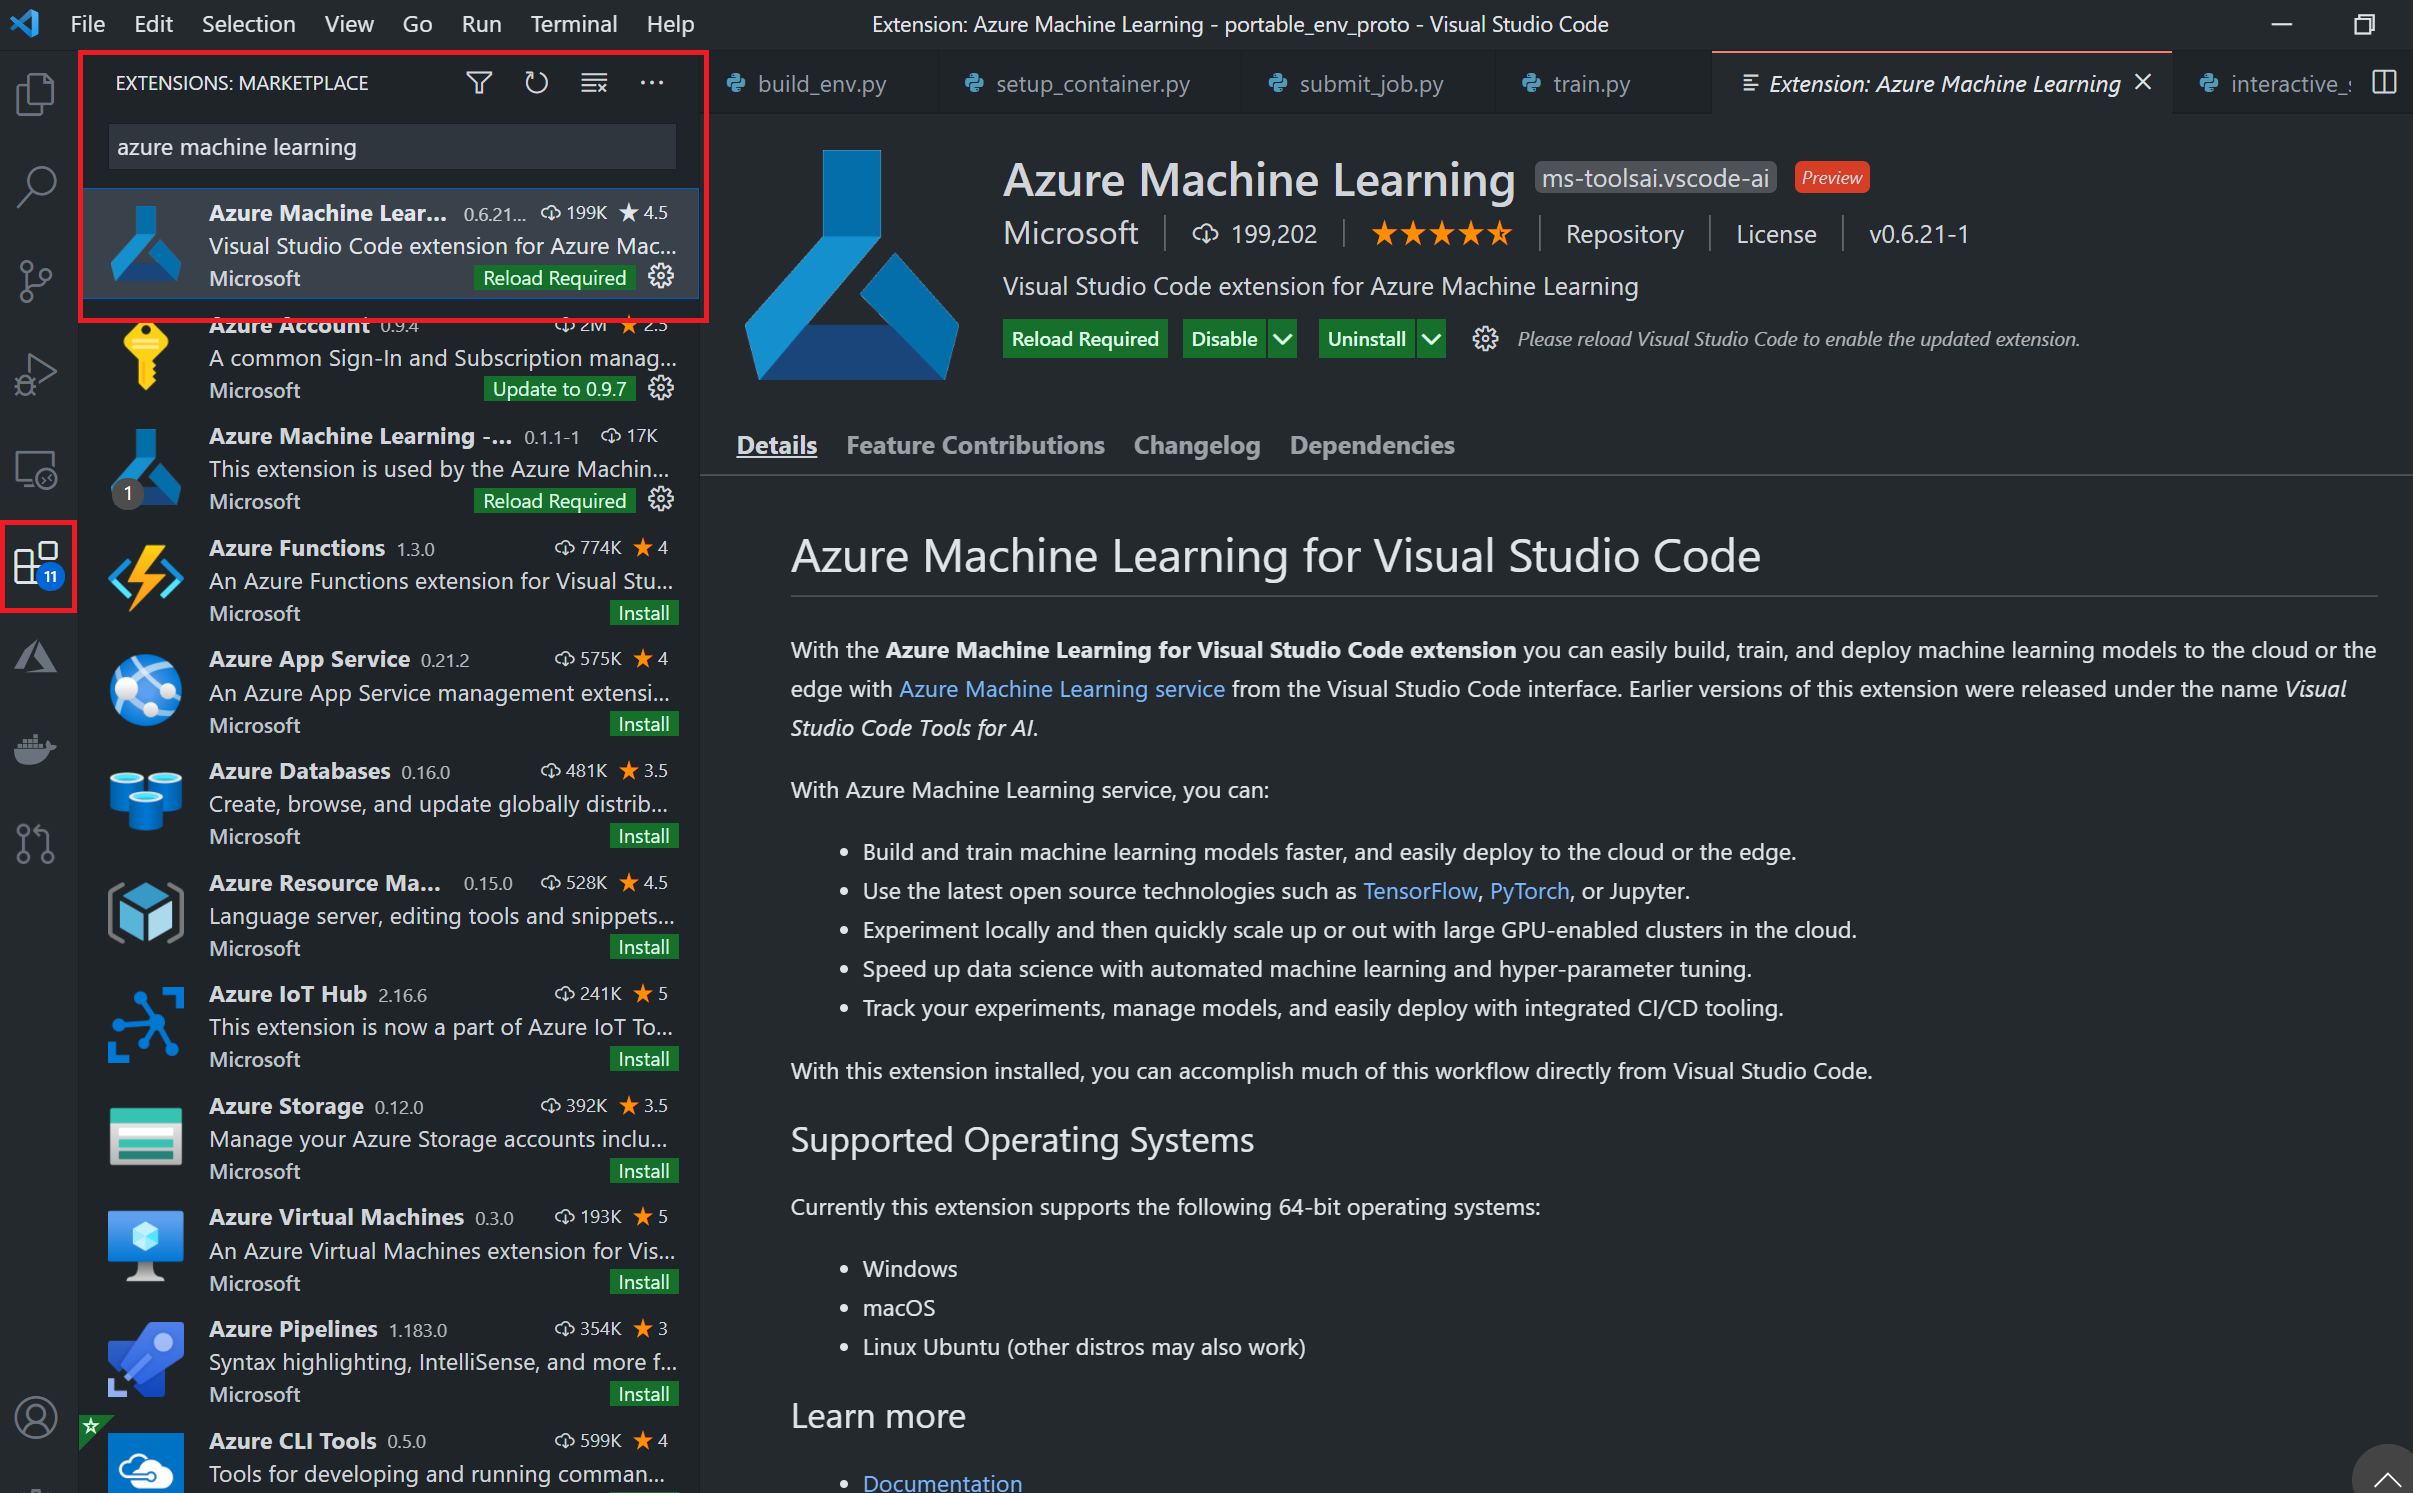 File Edit Selection View Go Run Terminal Help
Extension: Azure Machine Learning - portable_env_proto - Visual Studio Code
EXTENSIONS: MARKETPLACE
azure machine learning
Azure Machine Lear... 0.6.21... 199K 4.5
Visual Studio Code extension for Azure Mac...
Microsoft Reload Required
Azure Account 0.9.4 2M 2.5
A common Sign-In and Subscription manag...
Microsoft Update to 0.9.7
Azure Machine Learning -... 0.1.1-1 17K
This extension is used by the Azure Machin...
1
Microsoft Reload Required
Azure Functions 1.3.0 774K 4
An Azure Functions extension for Visual Stu...
Microsoft Install
11
Azure App Service 0.21.2 575K 4
An Azure App Service management extensi...
Microsoft Install
Azure Databases 0.16.0 481K 3.5
Create, browse, and update globally distrib...
Microsoft Install
Azure Resource Ma... 0.15.0 528K 4.5
Language server, editing tools and snippets...
Microsoft Install
Azure IoT Hub 2.16.6 241K 5
This extension is now a part of Azure IoT To...
Microsoft Install
Azure Storage 0.12.0 392K 3.5
Manage your Azure Storage accounts inclu...
Microsoft Install
Azure Virtual Machines 0.3.0 193K 5
An Azure Virtual Machines extension for Vis...
Microsoft Install
Azure Pipelines 1.183.0 354K 3
Syntax highlighting, IntelliSense, and more f...
Microsoft Install
Azure CLI Tools 0.5.0 599K 4
Tools for developing and running comman...
build_env.py setup_container.py submit_job.py train.py Extension: Azure Machine Learning interactive_
Azure Machine Learning ms-toolsai.vscode-ai Preview
Microsoft 199,202 Repository License v0.6.21-1
Visual Studio Code extension for Azure Machine Learning
Reload Required Disable Uninstall Please reload Visual Studio Code to enable the updated extension.
Details Feature Contributions Changelog Dependencies
Azure Machine Learning for Visual Studio Code
With the Azure Machine Learning for Visual Studio Code extension you can easily build, train, and deploy machine learning models to the cloud or the
edge with Azure Machine Learning service from the Visual Studio Code interface. Earlier versions of this extension were released under the name Visual
Studio Code Tools for AI.
With Azure Machine Learning service, you can:
• Build and train machine learning models faster, and easily deploy to the cloud or the edge.
• Use the latest open source technologies such as TensorFlow, PyTorch, or Jupyter.
• Experiment locally and then quickly scale up or out with large GPU-enabled clusters in the cloud.
• Speed up data science with automated machine learning and hyper-parameter tuning.
• Track your experiments, manage models, and easily deploy with integrated CI/CD tooling.
With this extension installed, you can accomplish much of this workflow directly from Visual Studio Code.
Supported Operating Systems
Currently this extension supports the following 64-bit operating systems:
• Windows
• macOS
• Linux Ubuntu (other distros may also work)
Learn more
• Documentation